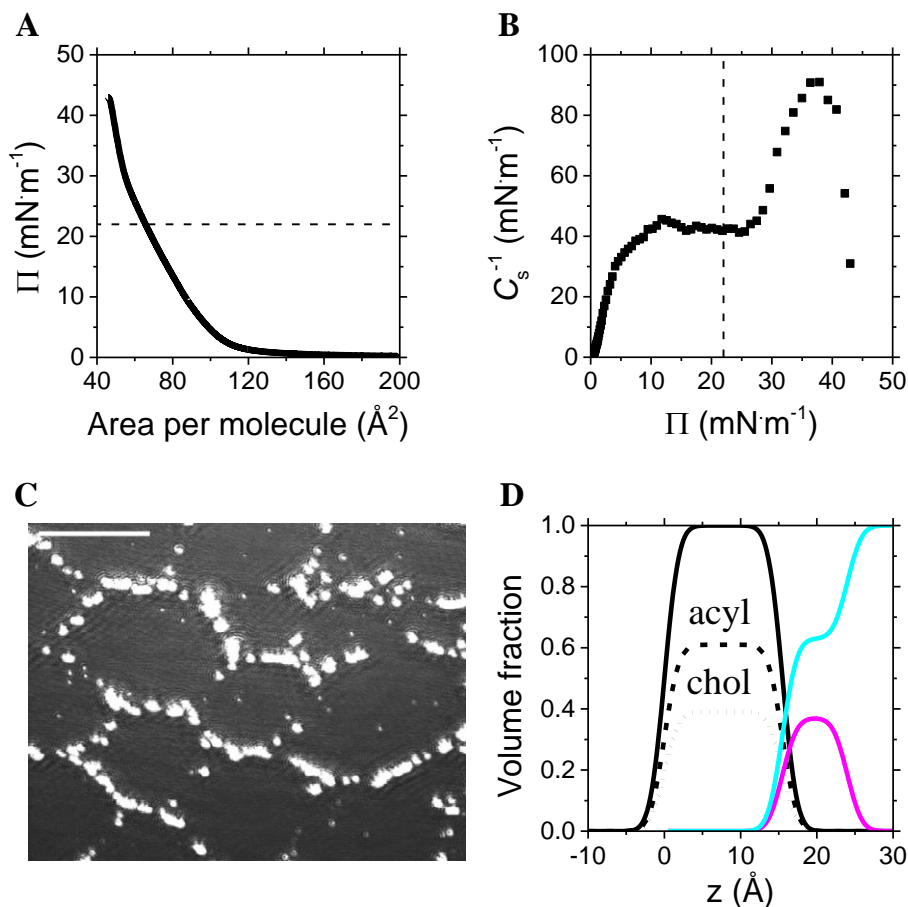 A
50
40
30
20
10
0
Π (mN·m⁻¹)
40 80 120 160 200
Area per molecule (Å²)
B
100
80
60
40
20
0
Cₛ⁻¹ (mN·m⁻¹)
0 10 20 30 40 50
Π (mN·m⁻¹)
C
D
1.0
0.8
0.6
0.4
0.2
0.0
Volume fraction
acyl
chol
-10 0 10 20 30
z (Å)